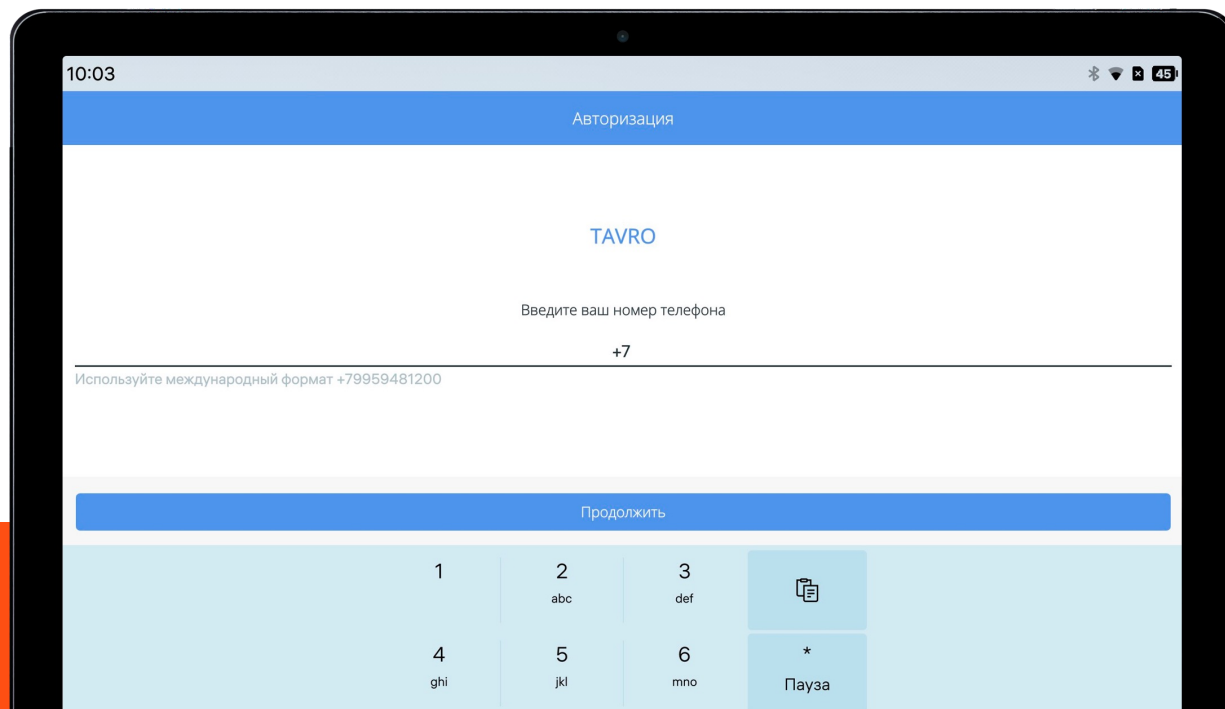 10:03
45
Авторизация
TAVRO
Введите ваш номер телефона
+7
Используйте международный формат +79959481200
Продолжить
1
2
3
abc
def
4
5
6
*
ghi
jkl
mno
Пауза